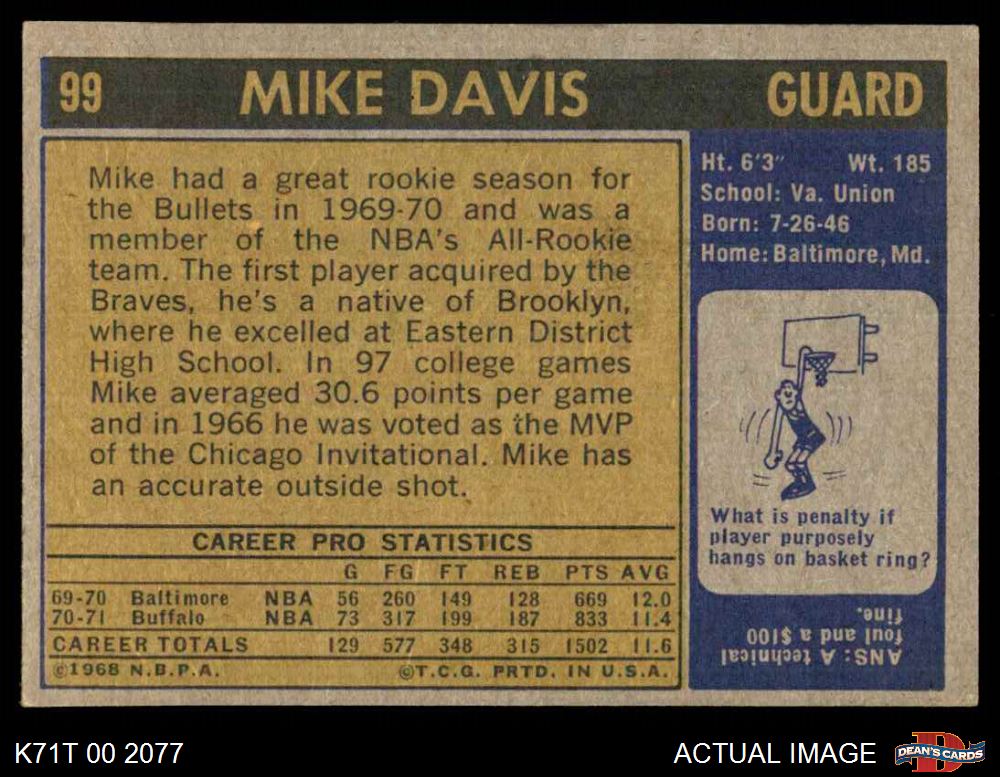 99 MIKE DAVIS GUARD
Mike had a great rookie season for
the Bullets in 1969-70 and was a
member of the NBA's All-Rookie
team. The first player acquired by the
Braves, he's a native of Brooklyn,
where he excelled at Eastern District
High School. In 97 college games
Mike averaged 30.6 points per game
and in 1966 he was voted as the MVP
of the Chicago Invitational. Mike has
an accurate outside shot.
CAREER PRO STATISTICS
G FG FT REB PTS AVG
69-70 Baltimore NBA 56 260 149 128 669 12.0
70-71 Buffalo NBA 73 317 199 187 833 11.4
CAREER TOTALS 129 577 348 315 1502 11.6
©1968 N.B.P.A. ©T.C.G. PRTD. IN U.S.A.
Ht. 6'3" Wt. 185
School: Va. Union
Born: 7-26-46
Home: Baltimore, Md.
What is penalty if
player purposely
hangs on basket ring?
ANS: A technical
foul and a $100
fine.
K71T 00 2077 ACTUAL IMAGE
DEAN'S CARDS